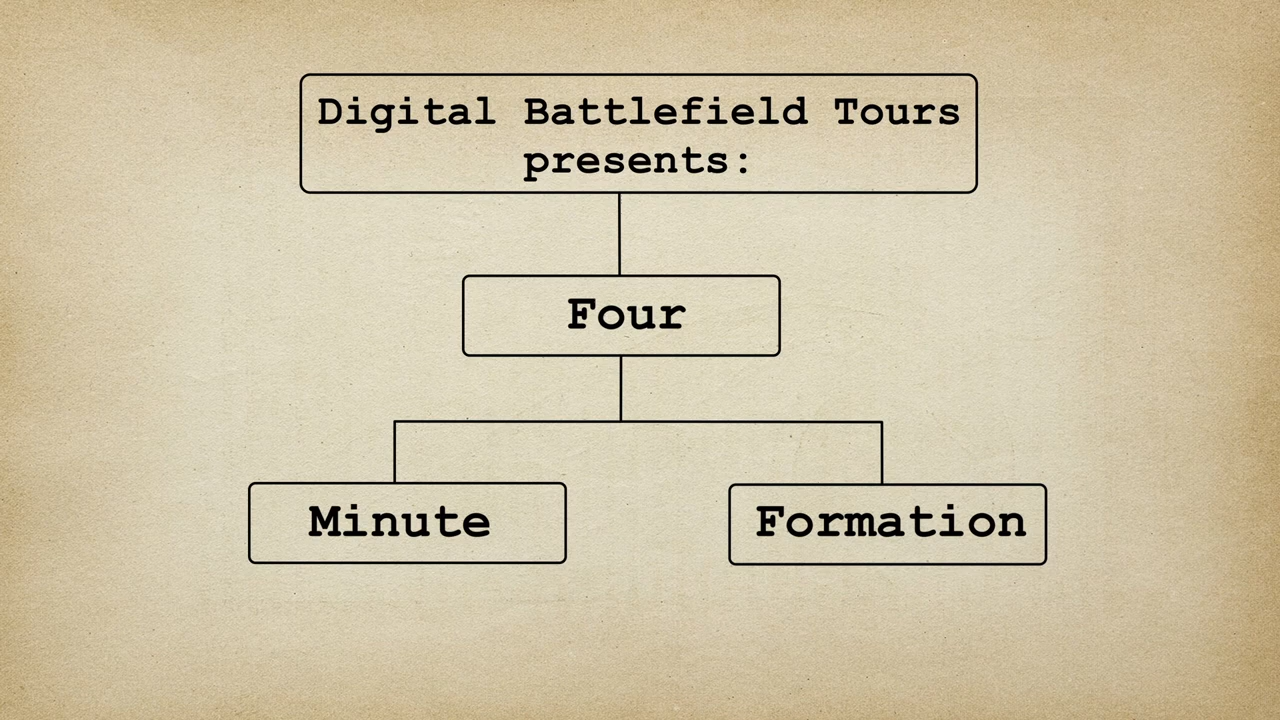 Digital Battlefield Tours
presents:
Four
Minute
Formation